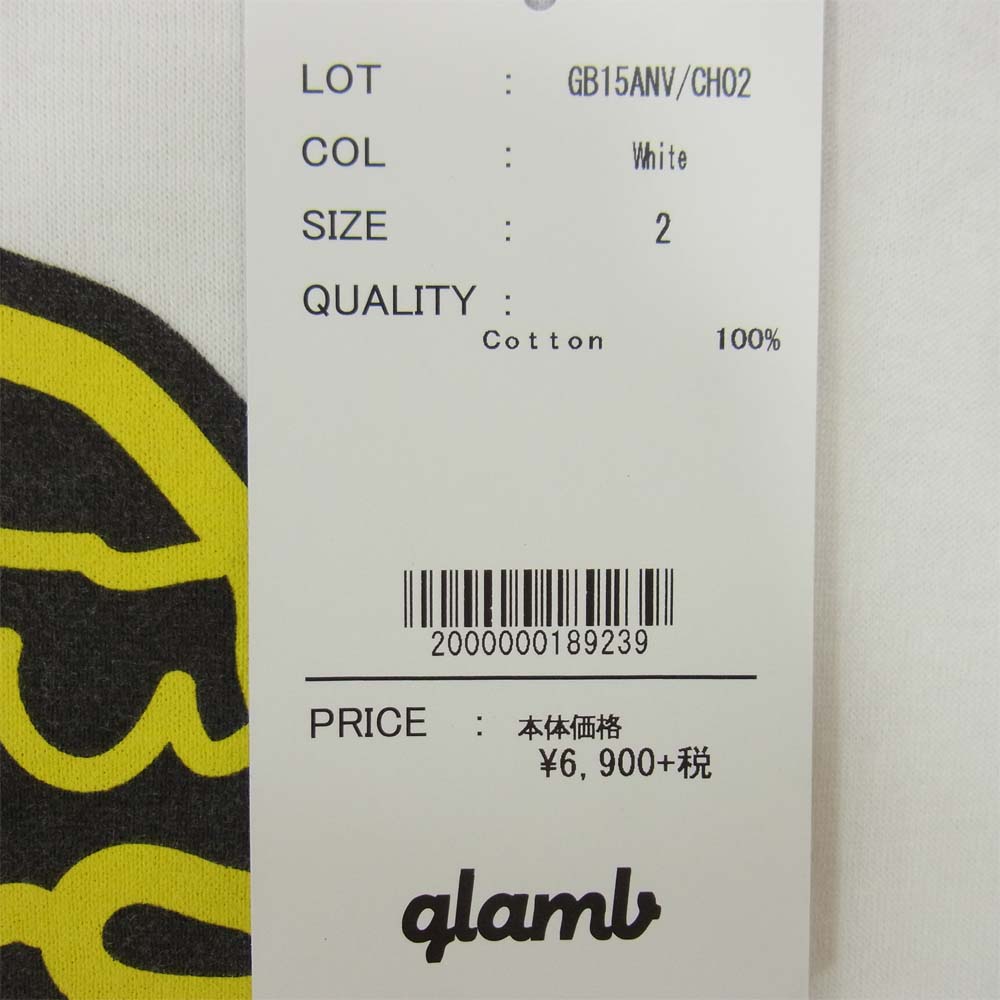 LOT : GB15ANV/CH02
COL : White
SIZE : 2
QUALITY :
Cotton 100%
2000000189239
PRICE : 本体価格
¥6,900+税
glamb